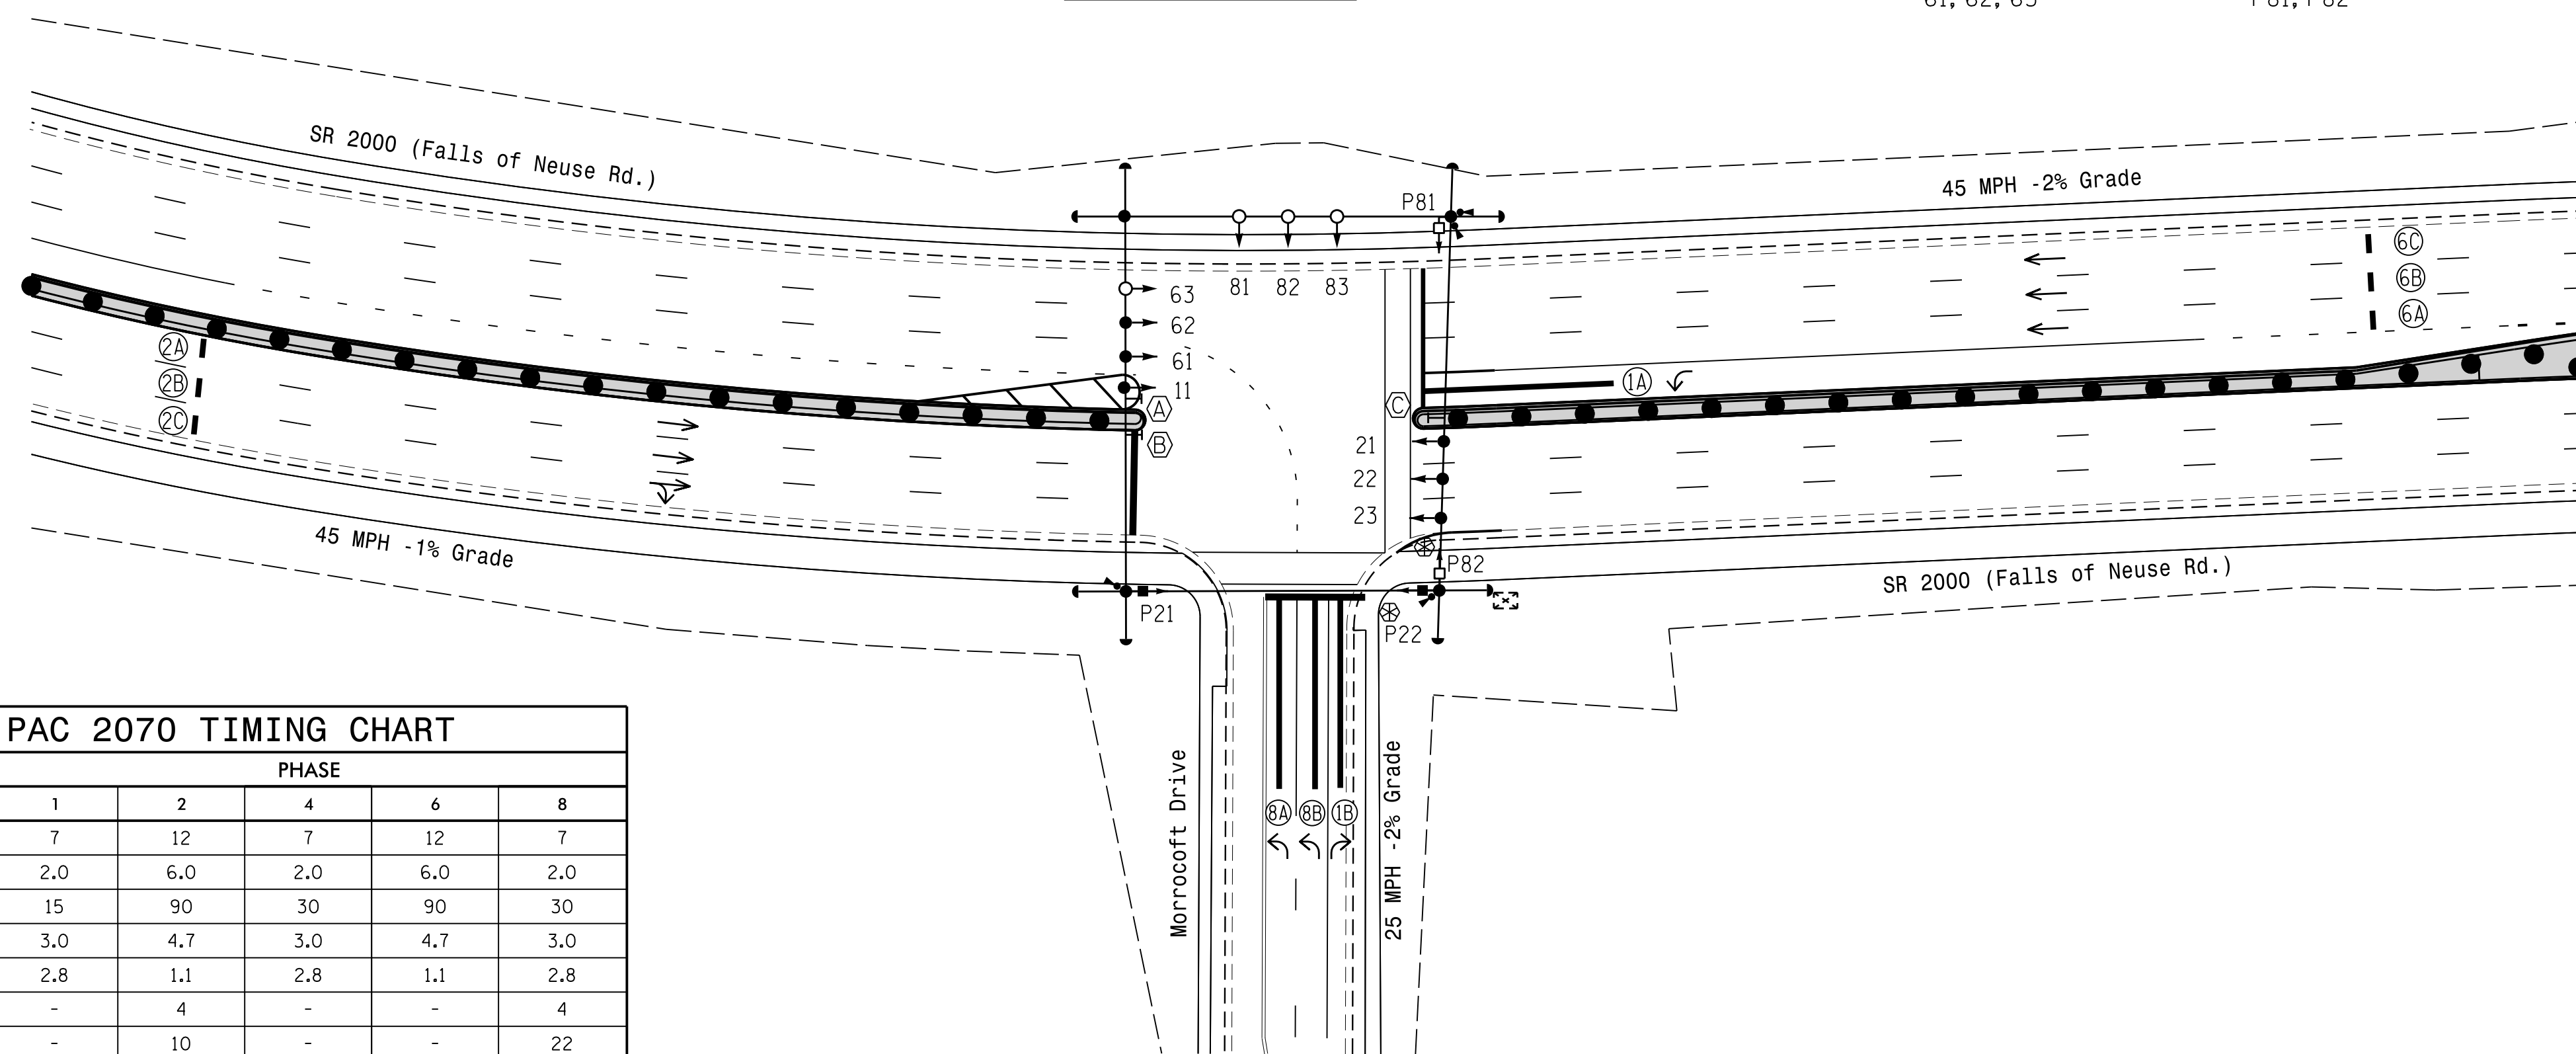 SR 2000 (Falls of Neuse Rd.)
45 MPH -2% Grade
P81
6C
6B
6A
81 82 83
63
62
61
11
2A
2B
2C
1A
A
B
C
21
22
23
45 MPH -1% Grade
P82
SR 2000 (Falls of Neuse Rd.)
P21
P22
PAC 2070 TIMING CHART
PHASE
1 2 4 6 8
7 12 7 12 7
2.0 6.0 2.0 6.0 2.0
15 90 30 90 30
3.0 4.7 3.0 4.7 3.0
2.8 1.1 2.8 1.1 2.8
- 4 - - 4
- 10 - - 22
Morrocoft Drive
25 MPH -2% Grade
8A 8B 1B